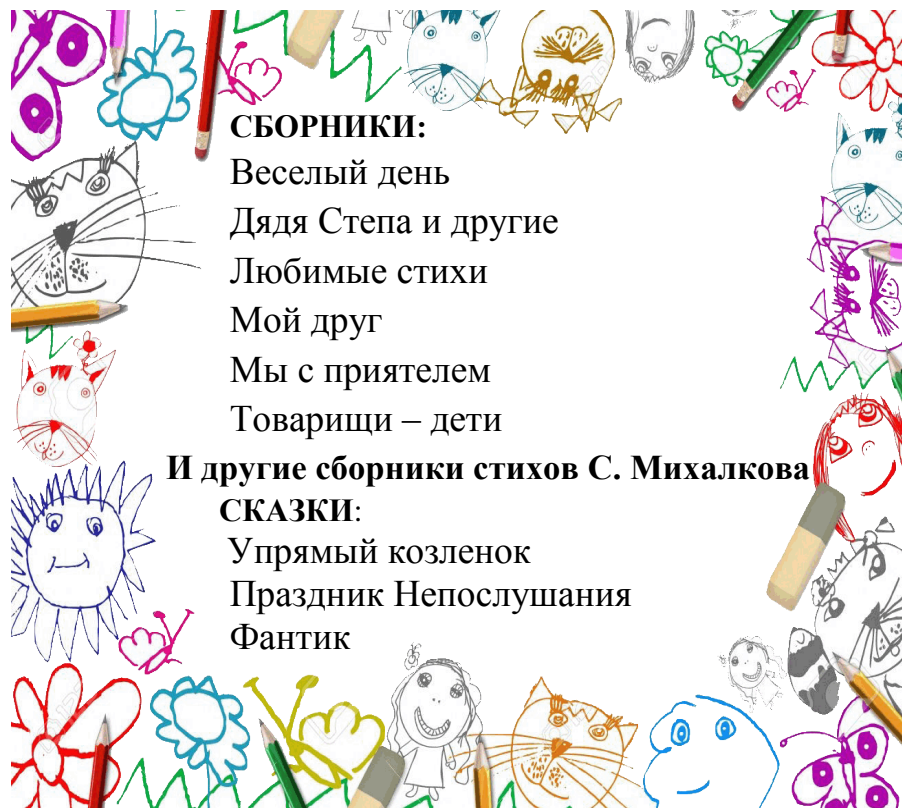 СБОРНИКИ:
Веселый день
Дядя Степа и другие
Любимые стихи
Мой друг
Мы с приятелем
Товарищи – дети
И другие сборники стихов С. Михалкова
СКАЗКИ:
Упрямый козленок
Праздник Непослушания
Фантик